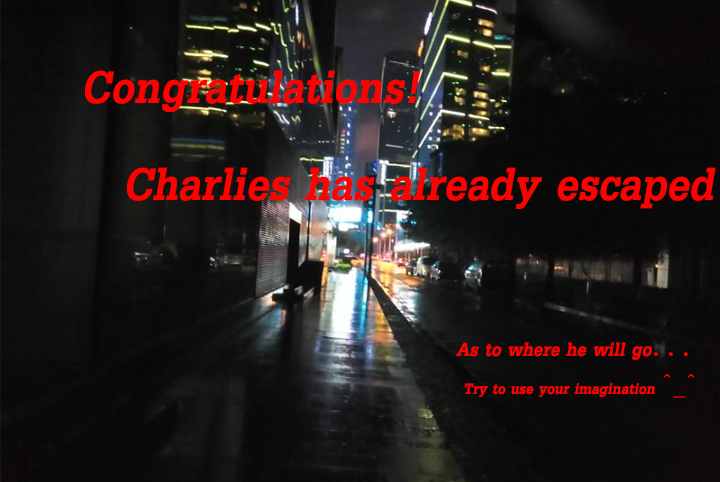 Congratulations!
Charlies has already escaped
As to where he will go. . .
Try to use your imagination ^_^